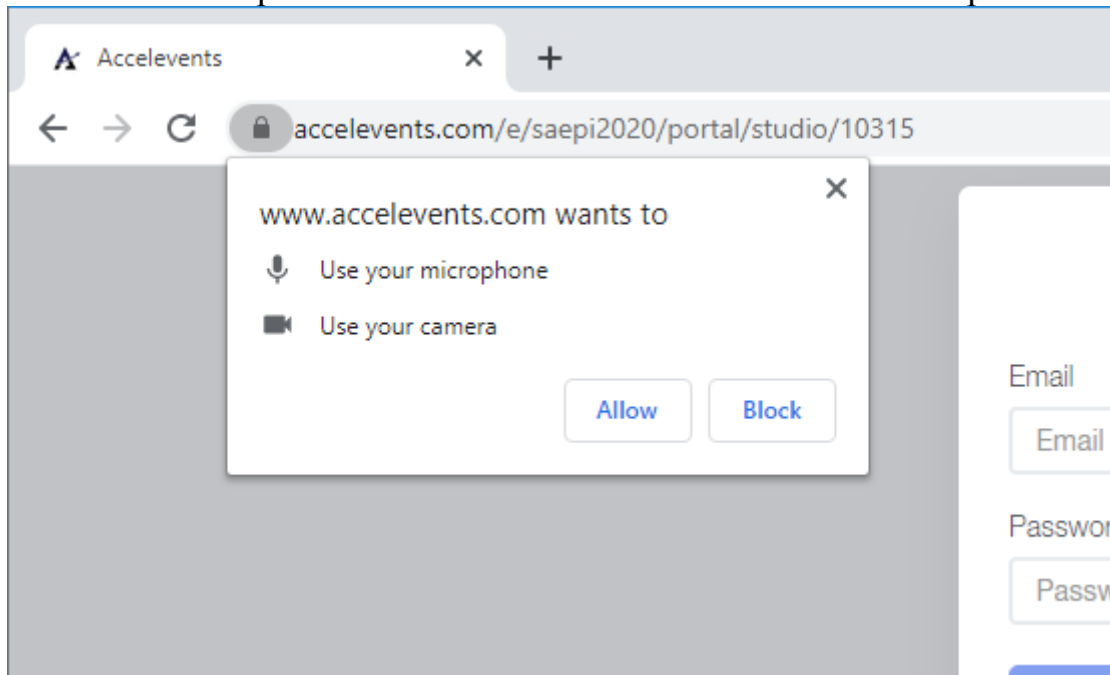 Accelevents
accelevents.com/e/saepi2020/portal/studio/10315
www.accelevents.com wants to
Use your microphone
Use your camera
Allow Block
Email
Email
Passwor
Passw